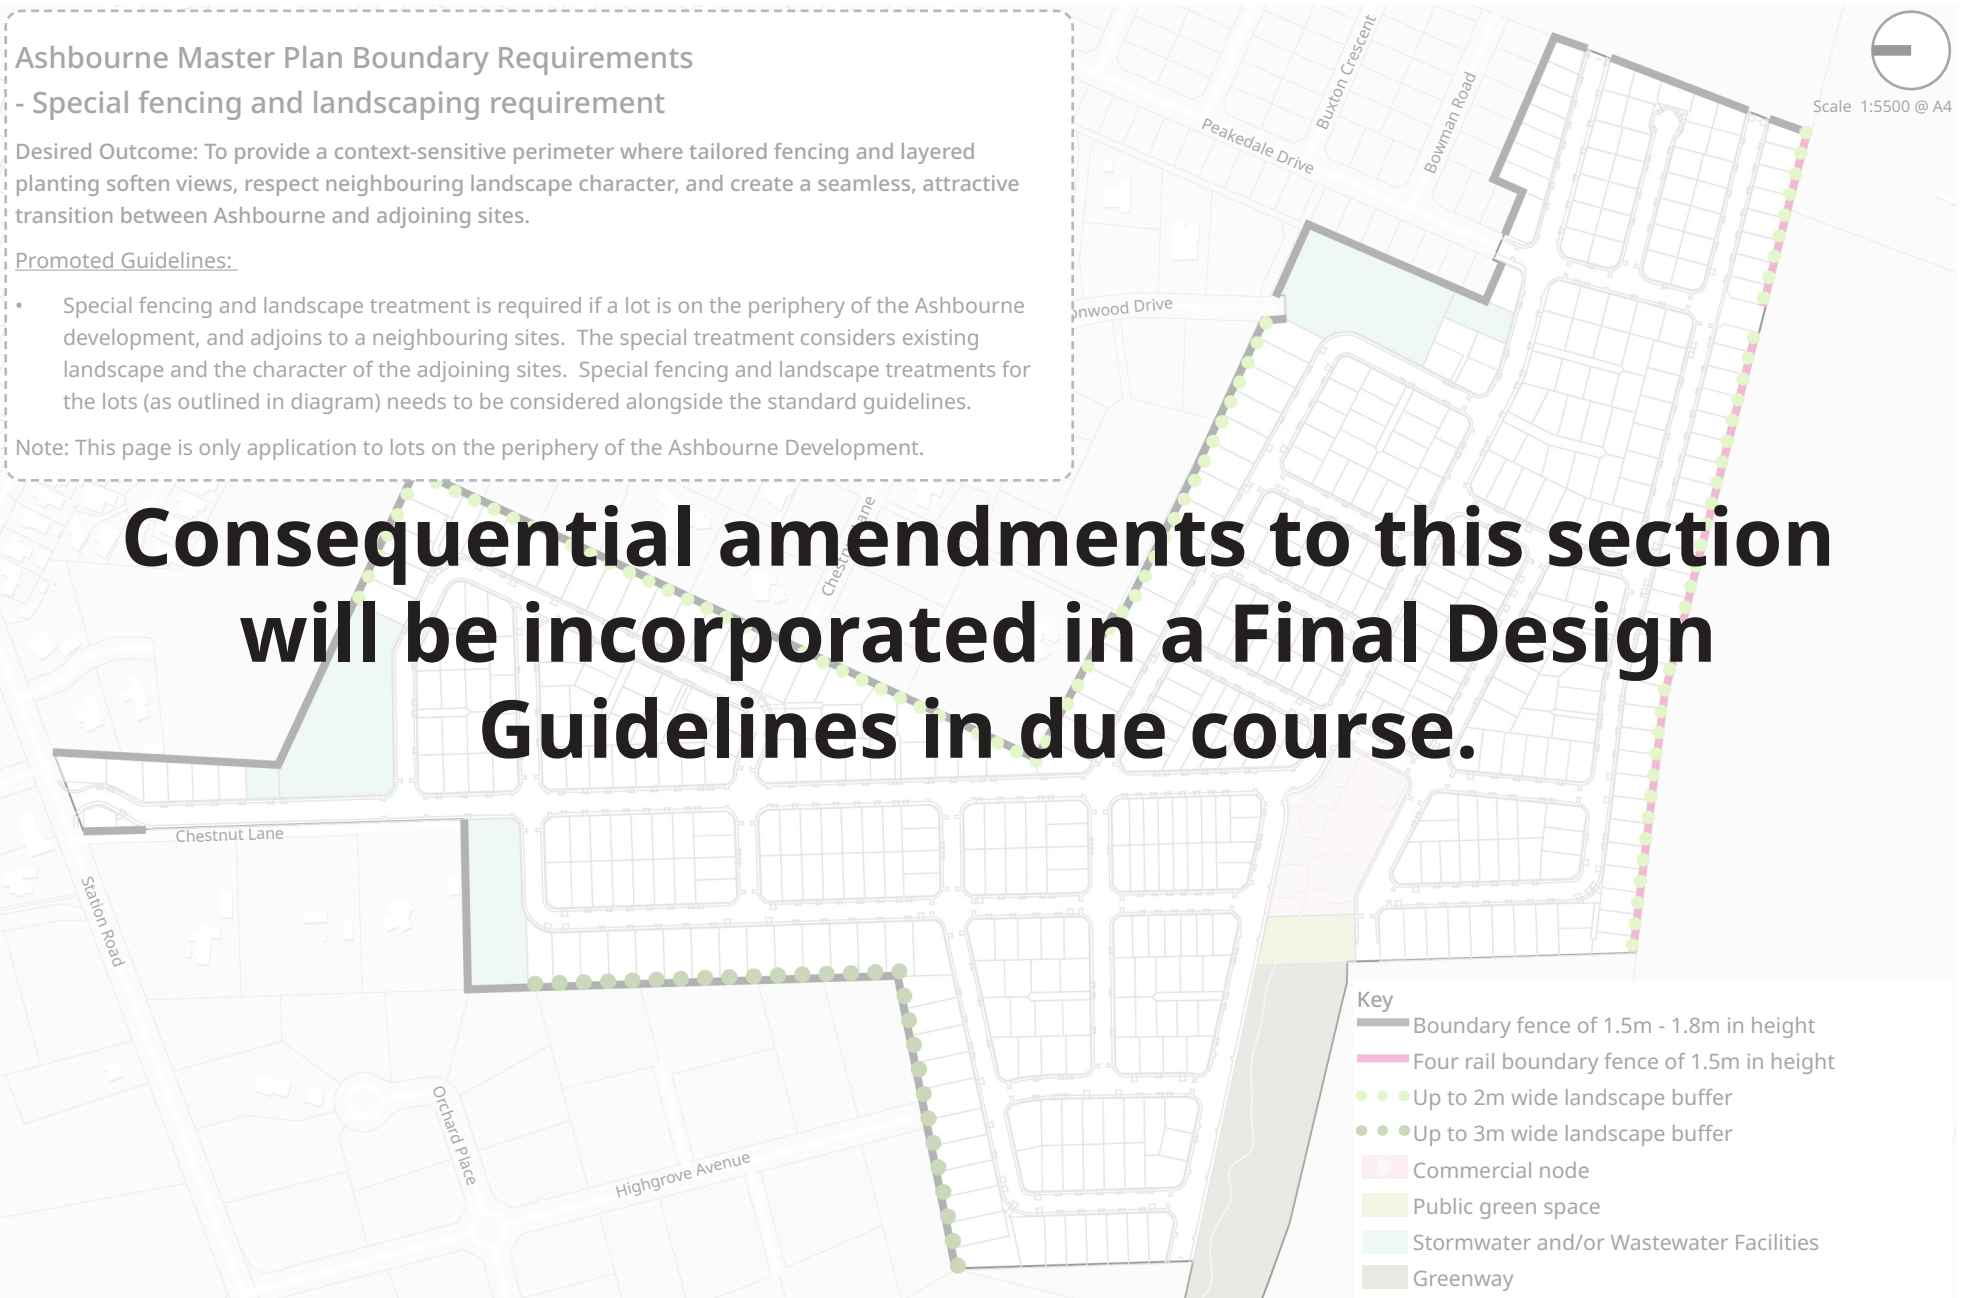 Ashbourne Master Plan Boundary Requirements
- Special fencing and landscaping requirement
Desired Outcome: To provide a context-sensitive perimeter where tailored fencing and layered
planting soften views, respect neighbouring landscape character, and create a seamless, attractive
transition between Ashbourne and adjoining sites.
Promoted Guidelines:
• Special fencing and landscape treatment is required if a lot is on the periphery of the Ashbourne
development, and adjoins to a neighbouring sites. The special treatment considers existing
landscape and the character of the adjoining sites. Special fencing and landscape treatments for
the lots (as outlined in diagram) needs to be considered alongside the standard guidelines.
Note: This page is only application to lots on the periphery of the Ashbourne Development.
Scale 1:5500 @ A4
Buxton Crescent
Bowman Road
Peakedale Drive
Drive
Consequential amendments to this section
will be incorporated in a Final Design
Guidelines in due course.
Chestnut Lane
Station Road
Orchard Place
Highgrove Avenue
Key
Boundary fence of 1.5m - 1.8m in height
Four rail boundary fence of 1.5m in height
Up to 2m wide landscape buffer
Up to 3m wide landscape buffer
Commercial node
Public green space
Stormwater and/or Wastewater Facilities
Greenway